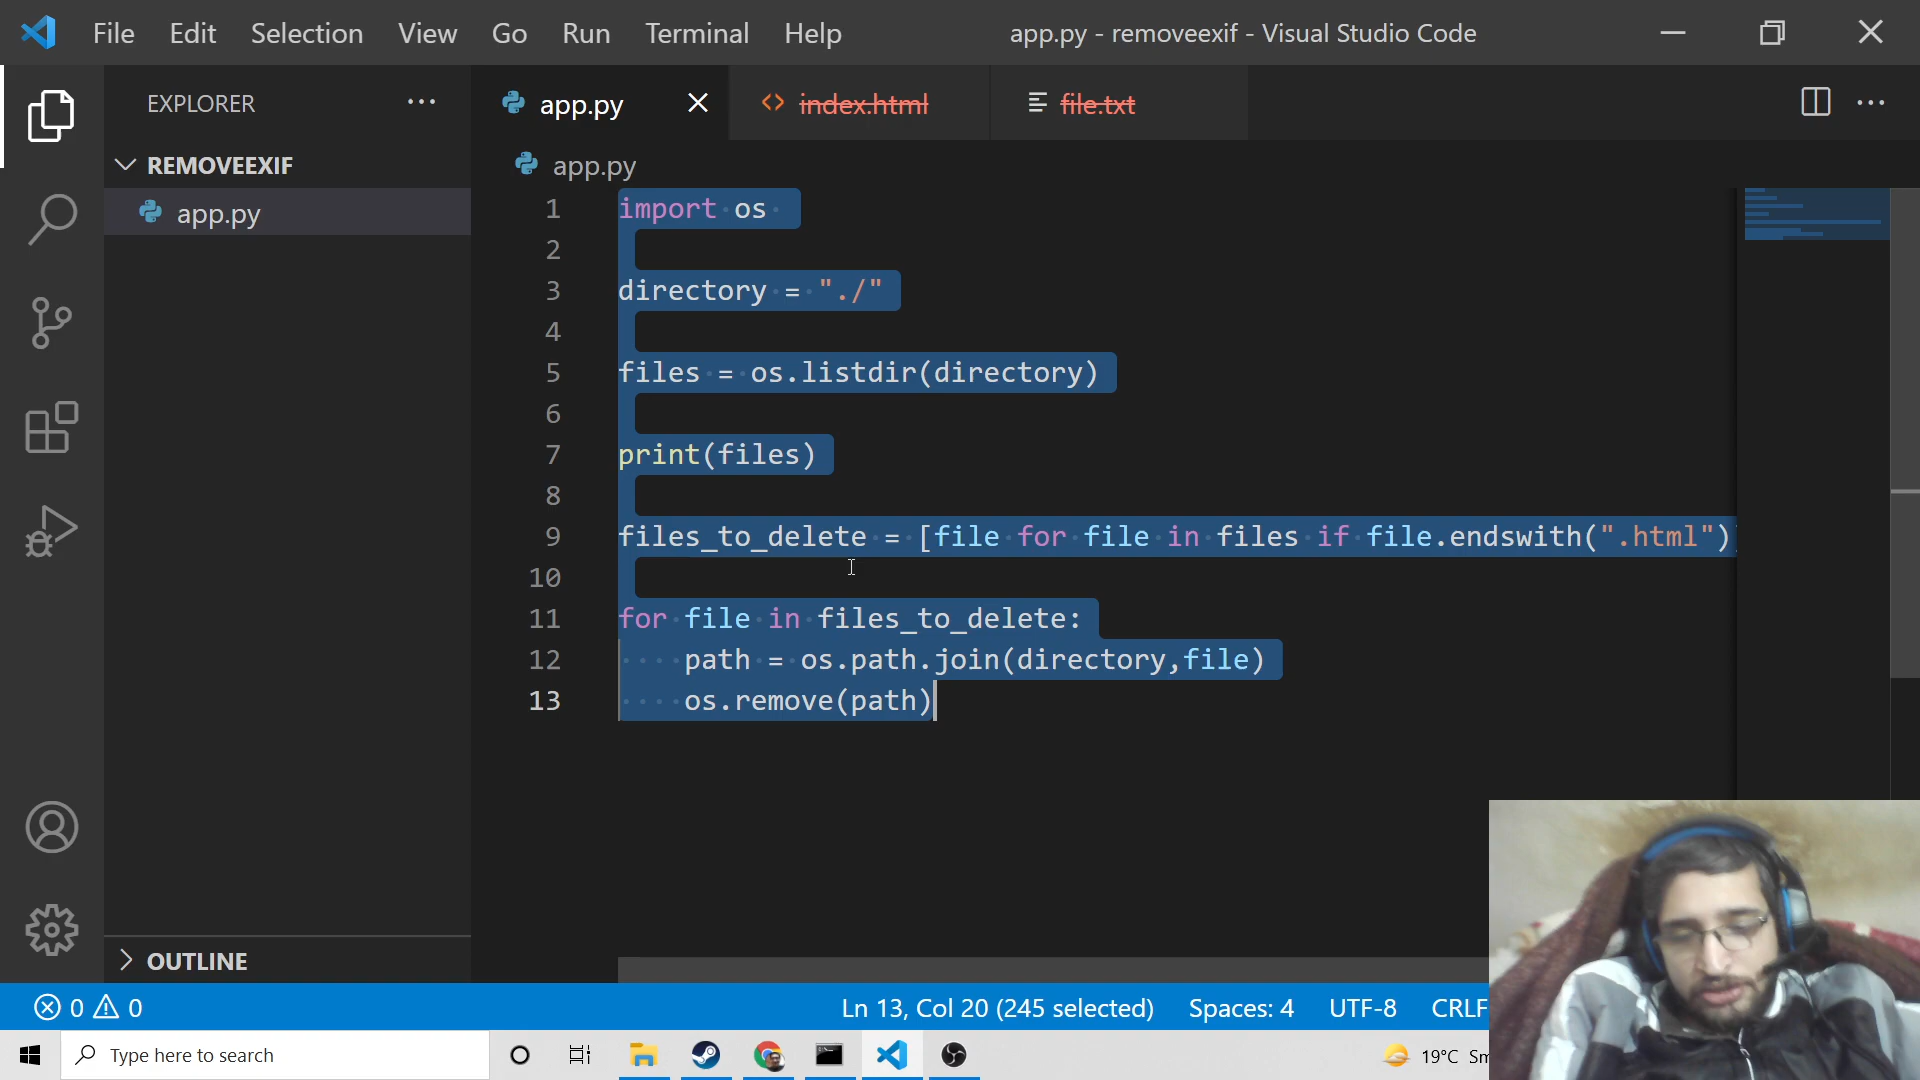 File Edit Selection View Go Run Terminal Help app.py - removeexif - Visual Studio Code
EXPLORER
app.py index.html file.txt
REMOVEEXIF
app.py
app.py
1 import os
2
3 directory = "./"
4
5 files = os.listdir(directory)
6
7 print(files)
8
9 files_to_delete = [file for file in files if file.endswith(".html")
10
11 for file in files_to_delete:
12 path = os.path.join(directory,file)
13 os.remove(path)
OUTLINE
0 0 Ln 13, Col 20 (245 selected) Spaces: 4 UTF-8 CRLF
Type here to search 19°C Sm